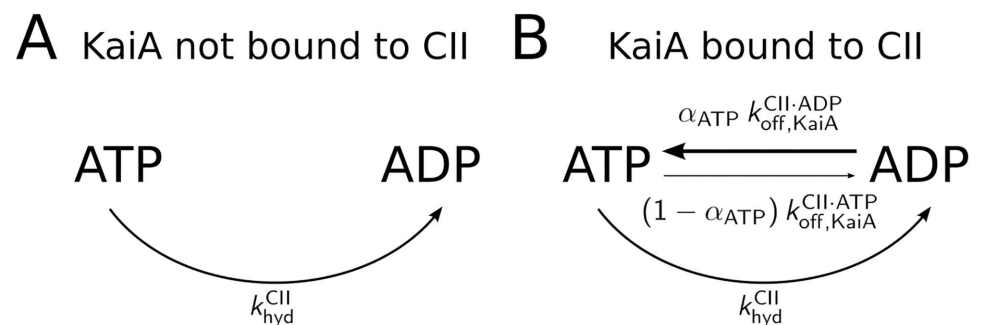 A KaiA not bound to CII
ATP ADP
k_hyd^CII
B KaiA bound to CII
α_ATP k_off,KaiA^CII·ADP
ATP ADP
(1 − α_ATP) k_off,KaiA^CII·ATP
k_hyd^CII